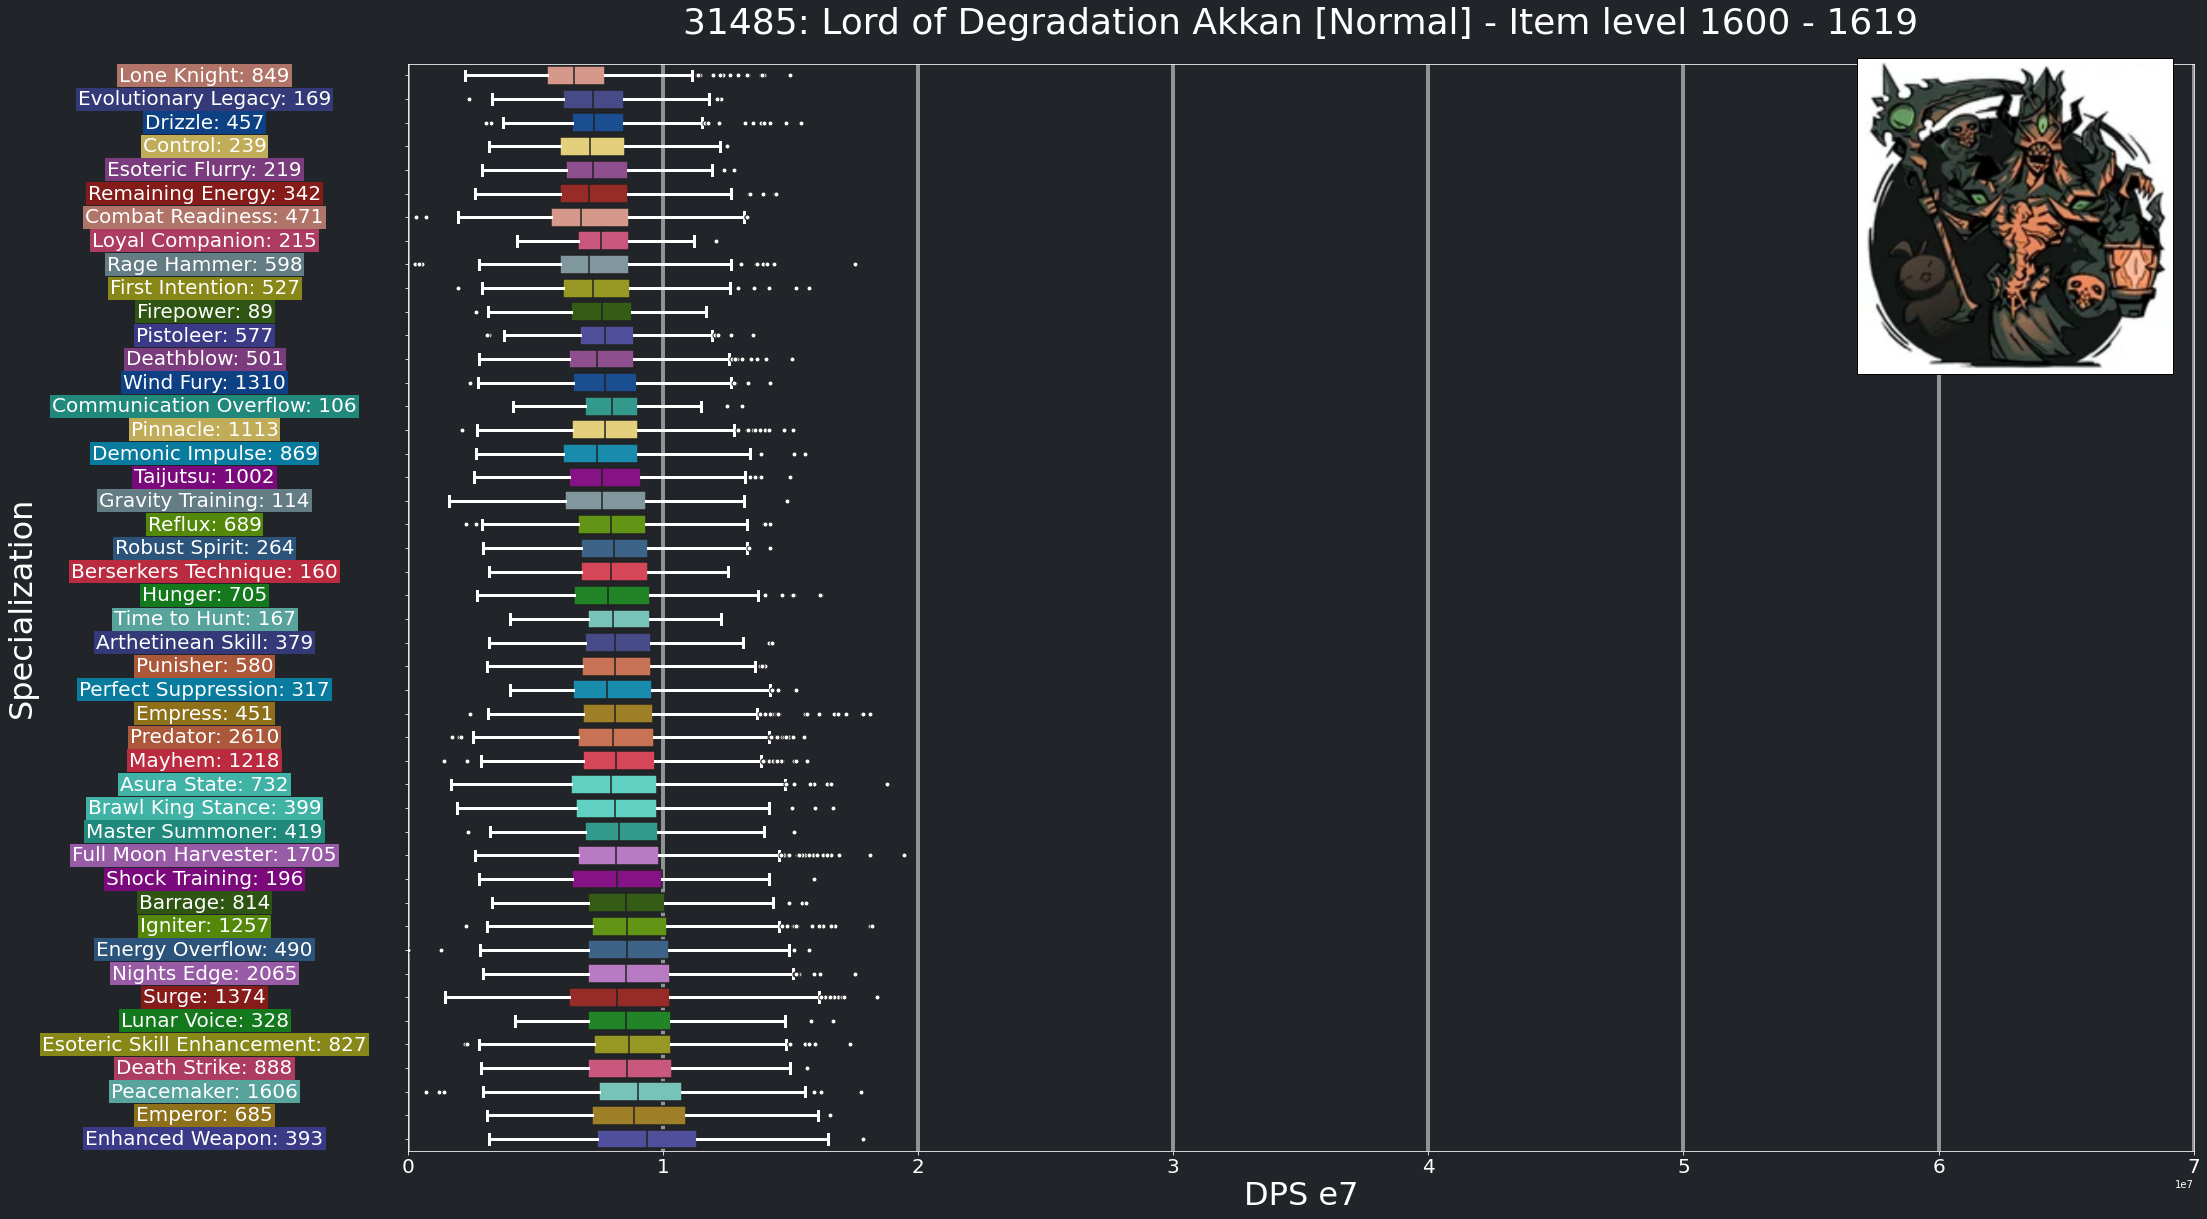 31485: Lord of Degradation Akkan [Normal] - Item level 1600 - 1619
Lone Knight: 849
Evolutionary Legacy: 169
Drizzle: 457
Control: 239
Esoteric Flurry: 219
Remaining Energy: 342
Combat Readiness: 471
Loyal Companion: 215
Rage Hammer: 598
First Intention: 527
Firepower: 89
Pistoleer: 577
Deathblow: 501
Wind Fury: 1310
Communication Overflow: 106
Pinnacle: 1113
Demonic Impulse: 869
Taijutsu: 1002
Gravity Training: 114
Reflux: 689
Robust Spirit: 264
Berserkers Technique: 160
Hunger: 705
Time to Hunt: 167
Arthetinean Skill: 379
Punisher: 580
Perfect Suppression: 317
Empress: 451
Predator: 2610
Mayhem: 1218
Asura State: 732
Brawl King Stance: 399
Master Summoner: 419
Full Moon Harvester: 1705
Shock Training: 196
Barrage: 814
Igniter: 1257
Energy Overflow: 490
Nights Edge: 2065
Surge: 1374
Lunar Voice: 328
Esoteric Skill Enhancement: 827
Death Strike: 888
Peacemaker: 1606
Emperor: 685
Enhanced Weapon: 393
Specialization
0 1 2 3 4 5 6 7
DPS e7
1e7